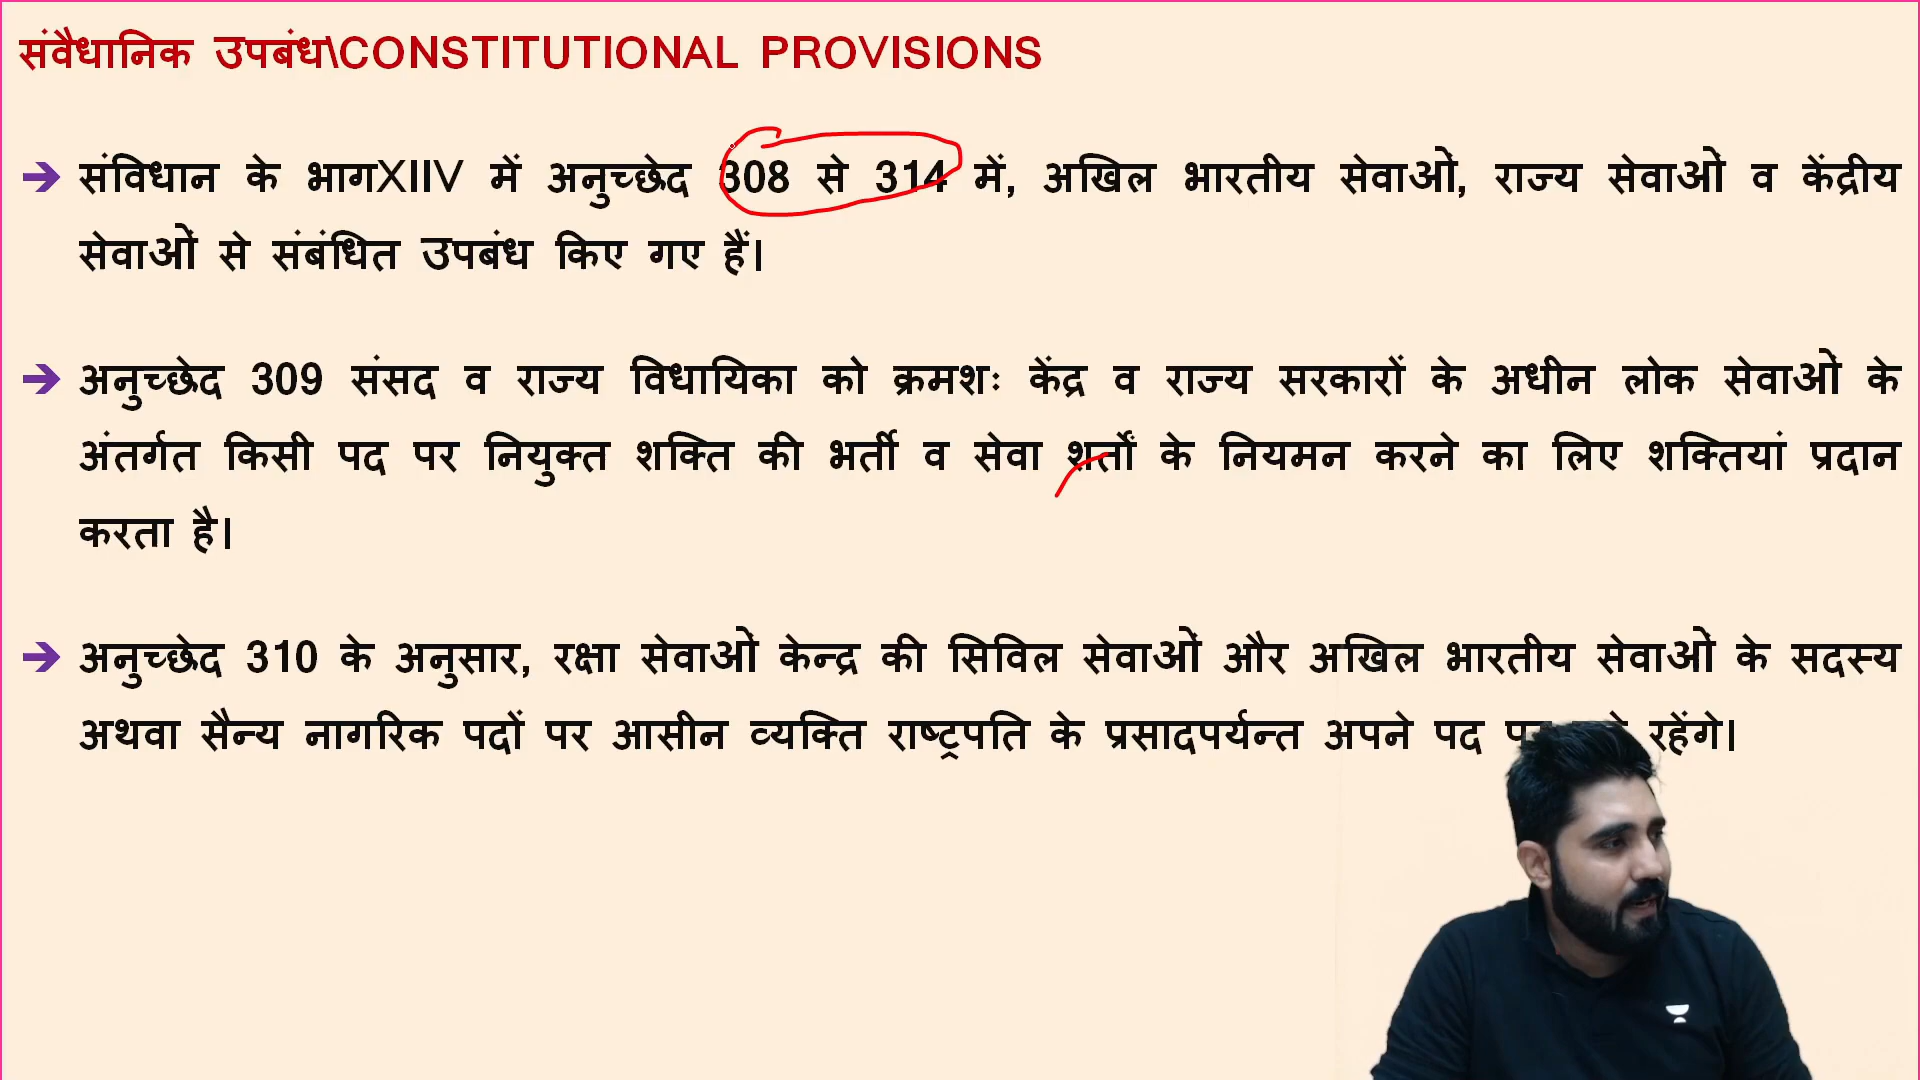 संवैधानिक उपबंध\CONSTITUTIONAL PROVISIONS
संविधान के भागXIIV में अनुच्छेद 308 से 314 में, अखिल भारतीय सेवाओं, राज्य सेवाओं व केंद्रीय
सेवाओं से संबंधित उपबंध किए गए हैं।
अनुच्छेद 309 संसद व राज्य विधायिका को क्रमशः केंद्र व राज्य सरकारों के अधीन लोक सेवाओं के
अंतर्गत किसी पद पर नियुक्त शक्ति की भर्ती व सेवा शर्तों के नियमन करने का लिए शक्तियां प्रदान
करता है।
अनुच्छेद 310 के अनुसार, रक्षा सेवाओं केन्द्र की सिविल सेवाओं और अखिल भारतीय सेवाओं के सदस्य
अथवा सैन्य नागरिक पदों पर आसीन व्यक्ति राष्ट्रपति के प्रसादपर्यन्त अपने पद रहेंगे।